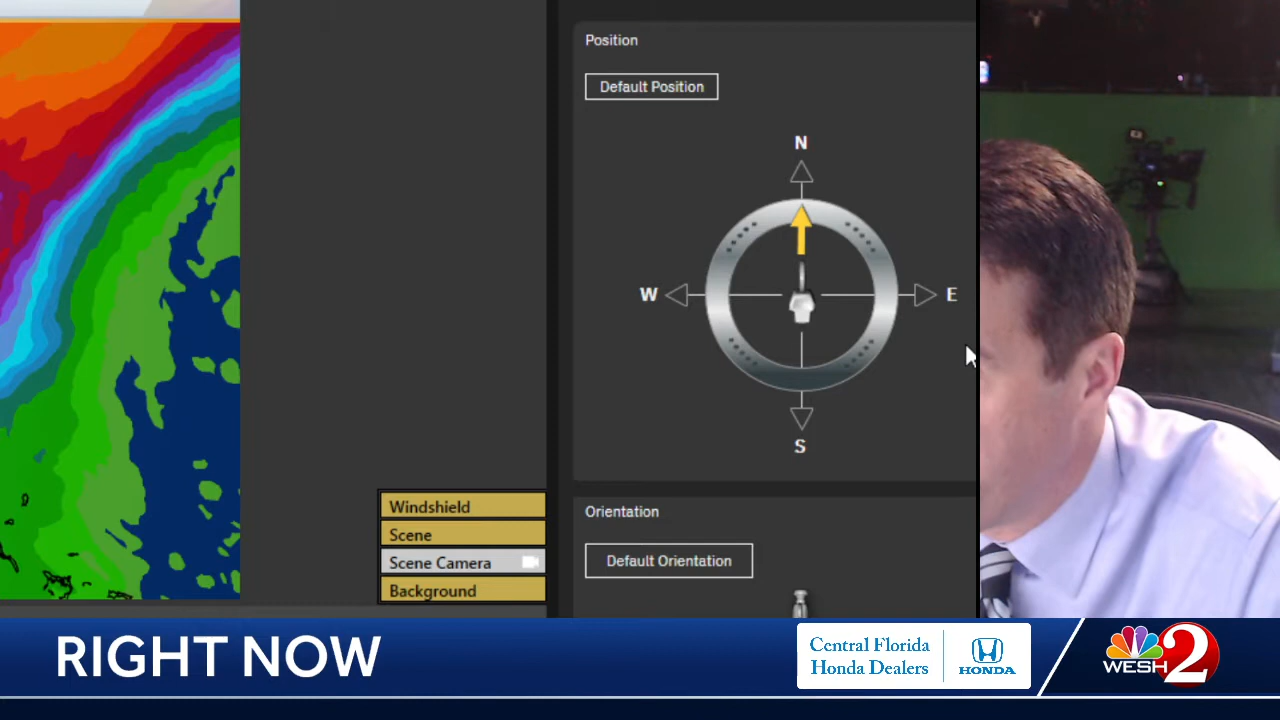 Position
Default Position
N
W
E
S
Windshield
Scene
Scene Camera
Background
Orientation
Default Orientation
RIGHT NOW
Central Florida
Honda Dealers
HONDA
WESH 2